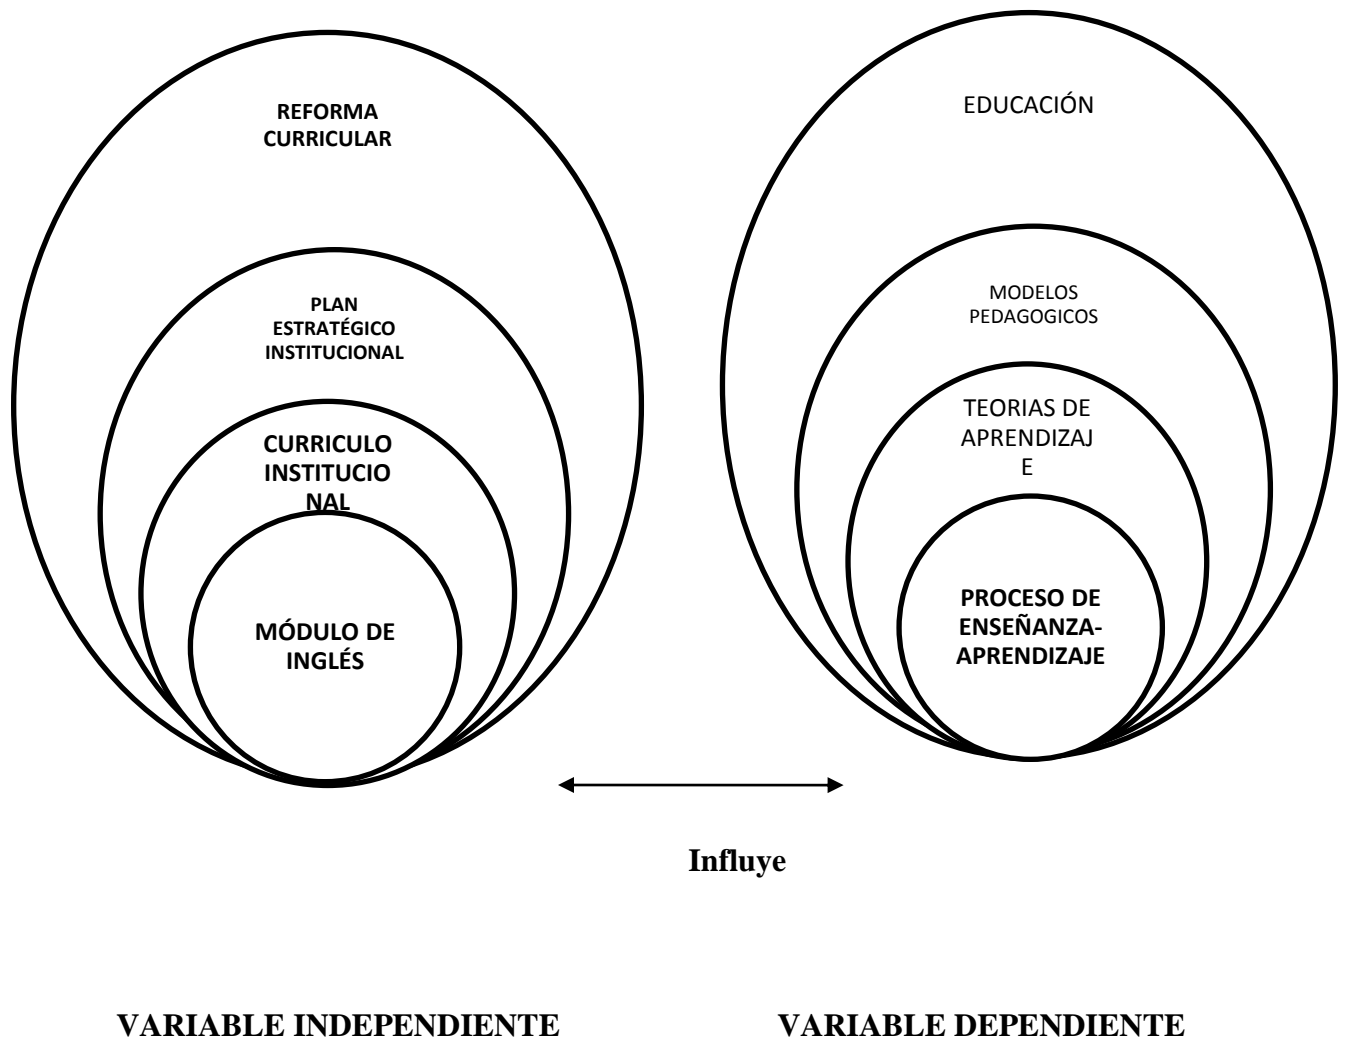 REFORMA
CURRICULAR
PLAN
ESTRATÉGICO
INSTITUCIONAL
CURRICULO
INSTITUCIO
NAL
MÓDULO DE
INGLÉS
EDUCACIÓN
MODELOS
PEDAGOGICOS
TEORIAS DE
APRENDIZAJ
E
PROCESO DE
ENSEÑANZA-
APRENDIZAJE
Influye
VARIABLE INDEPENDIENTE
VARIABLE DEPENDIENTE